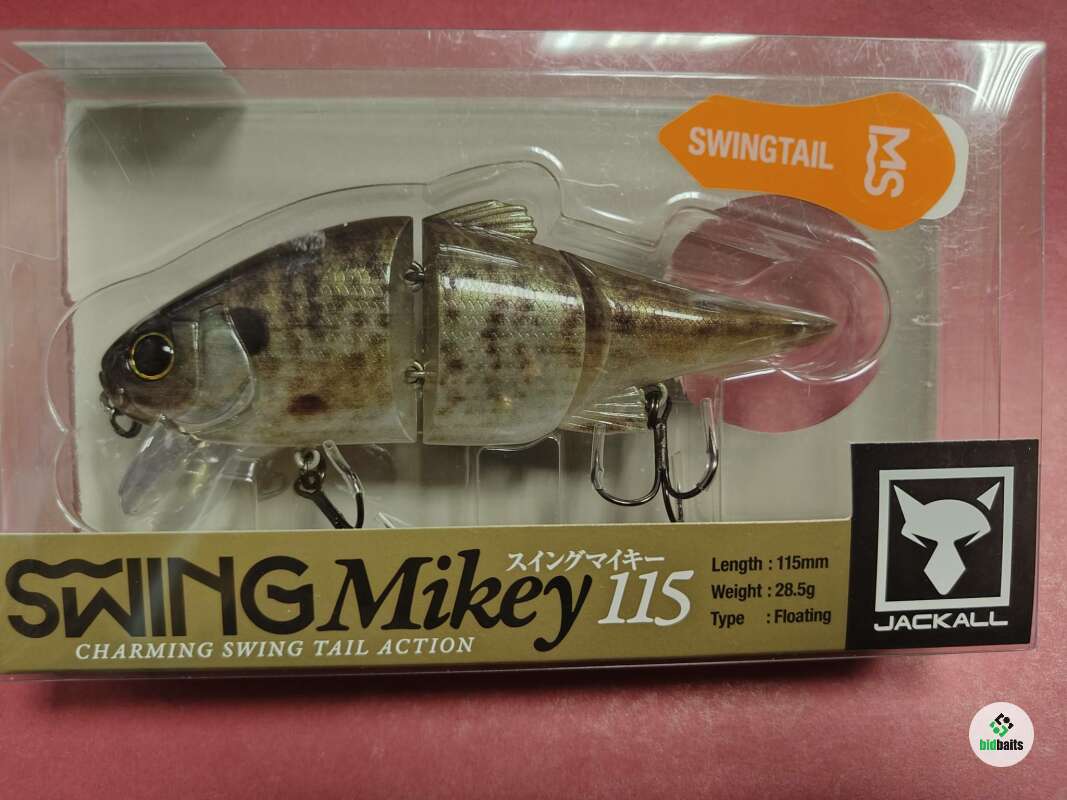 SWINGTAIL
MS
スイングマイキー
SWING Mikey 115
CHARMING SWING TAIL ACTION
Length : 115mm
Weight : 28.5g
Type : Floating
JACKALL
bidbaits